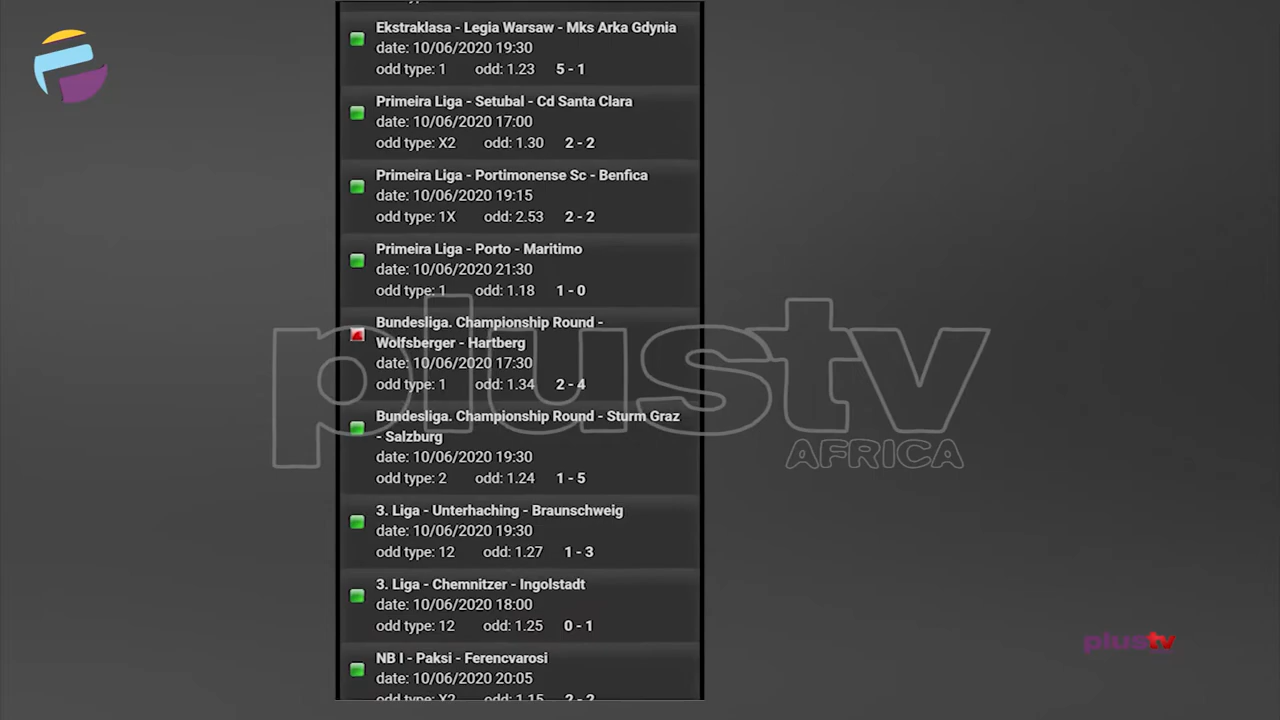 Ekstraklasa - Legia Warsaw - Mks Arka Gdynia
date: 10/06/2020 19:30
odd type: 1 odd: 1.23 5 - 1
Primeira Liga - Setubal - Cd Santa Clara
date: 10/06/2020 17:00
odd type: X2 odd: 1.30 2 - 2
Primeira Liga - Portimonense Sc - Benfica
date: 10/06/2020 19:15
odd type: 1X odd: 2.53 2 - 2
Primeira Liga - Porto - Maritimo
date: 10/06/2020 21:30
odd type: 1 odd: 1.18 1 - 0
Bundesliga. Championship Round -
Wolfsberger - Hartberg
date: 10/06/2020 17:30
odd type: 1 odd: 1.34 2 - 4
Bundesliga. Championship Round - Sturm Graz
- Salzburg
date: 10/06/2020 19:30
odd type: 2 odd: 1.24 1 - 5
3. Liga - Unterhaching - Braunschweig
date: 10/06/2020 19:30
odd type: 12 odd: 1.27 1 - 3
3. Liga - Chemnitzer - Ingolstadt
date: 10/06/2020 18:00
odd type: 12 odd: 1.25 0 - 1
NB I - Paksi - Ferencvarosi
date: 10/06/2020 20:05
odd type: X2 odd: 1.15 2 - 2
plustv
AFRICA
plustv